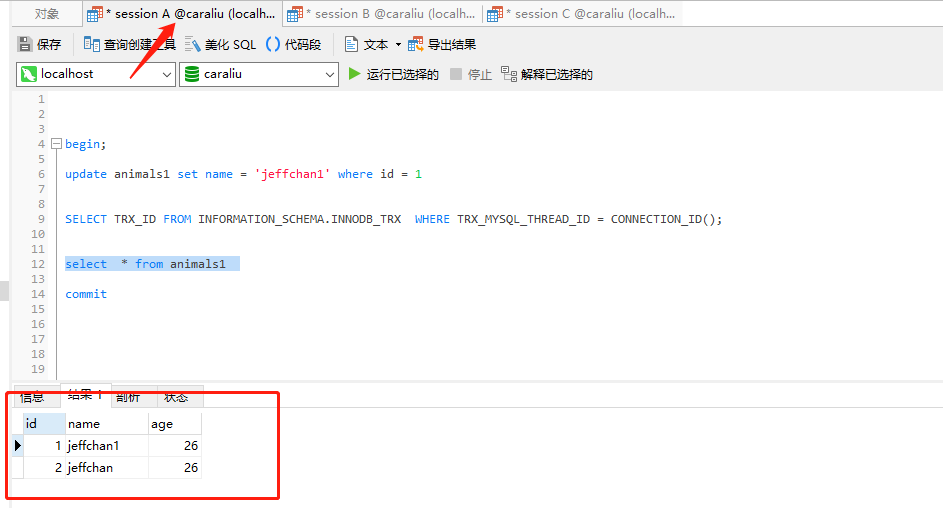 对象 * session A @caraliu (localh... * session B @caraliu (localh... * session C @caraliu (localh...
保存 查询创建工具 美化 SQL () 代码段 文本 导出结果
localhost caraliu 运行已选择的 停止 解释已选择的
1
2
3
4 begin;
5
6 update animals1 set name = 'jeffchan1' where id = 1
7
8
9 SELECT TRX_ID FROM INFORMATION_SCHEMA.INNODB_TRX  WHERE TRX_MYSQL_THREAD_ID = CONNECTION_ID();
10
11
12 select  * from animals1
13
14 commit
15
16
17
18
19
信息 结果 1 剖析 状态
id name age
1 jeffchan1 26
2 jeffchan 26